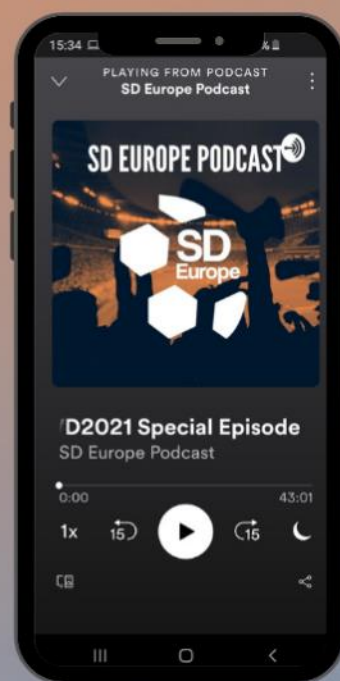 15:34
PLAYING FROM PODCAST
SD Europe Podcast
SD EUROPE PODCAST
SD
Europe
D2021 Special Episode
SD Europe Podcast
0:00
43:01
1x
15
15